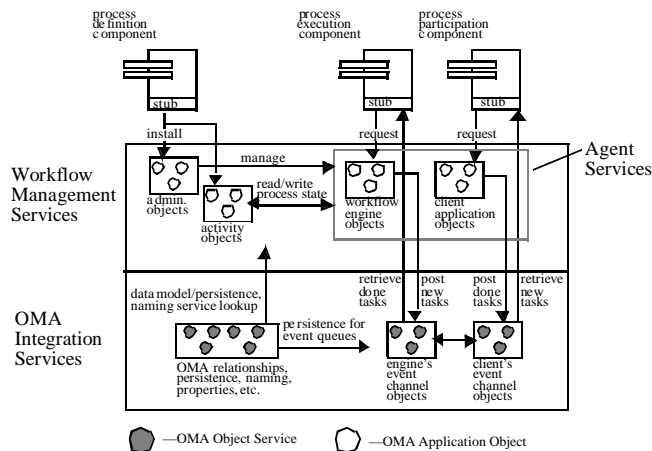 process
definition
component
process
execution
component
process
participation
component
stub
stub
stub
install
request
request
Agent
Services
Workflow
Management
Services
manage
admin.
objects
read/write
process state
activity
objects
workflow
engine
objects
client
application
objects
data model/persistence,
naming service lookup
retrieve
done
tasks
post
new
tasks
post
done
tasks
retrieve
new
tasks
OMA
Integration
Services
persistence for
event queues
OMA relationships,
persistence, naming,
properties, etc.
engine's
event
channel
objects
client's
event
channel
objects
—OMA Object Service
—OMA Application Object